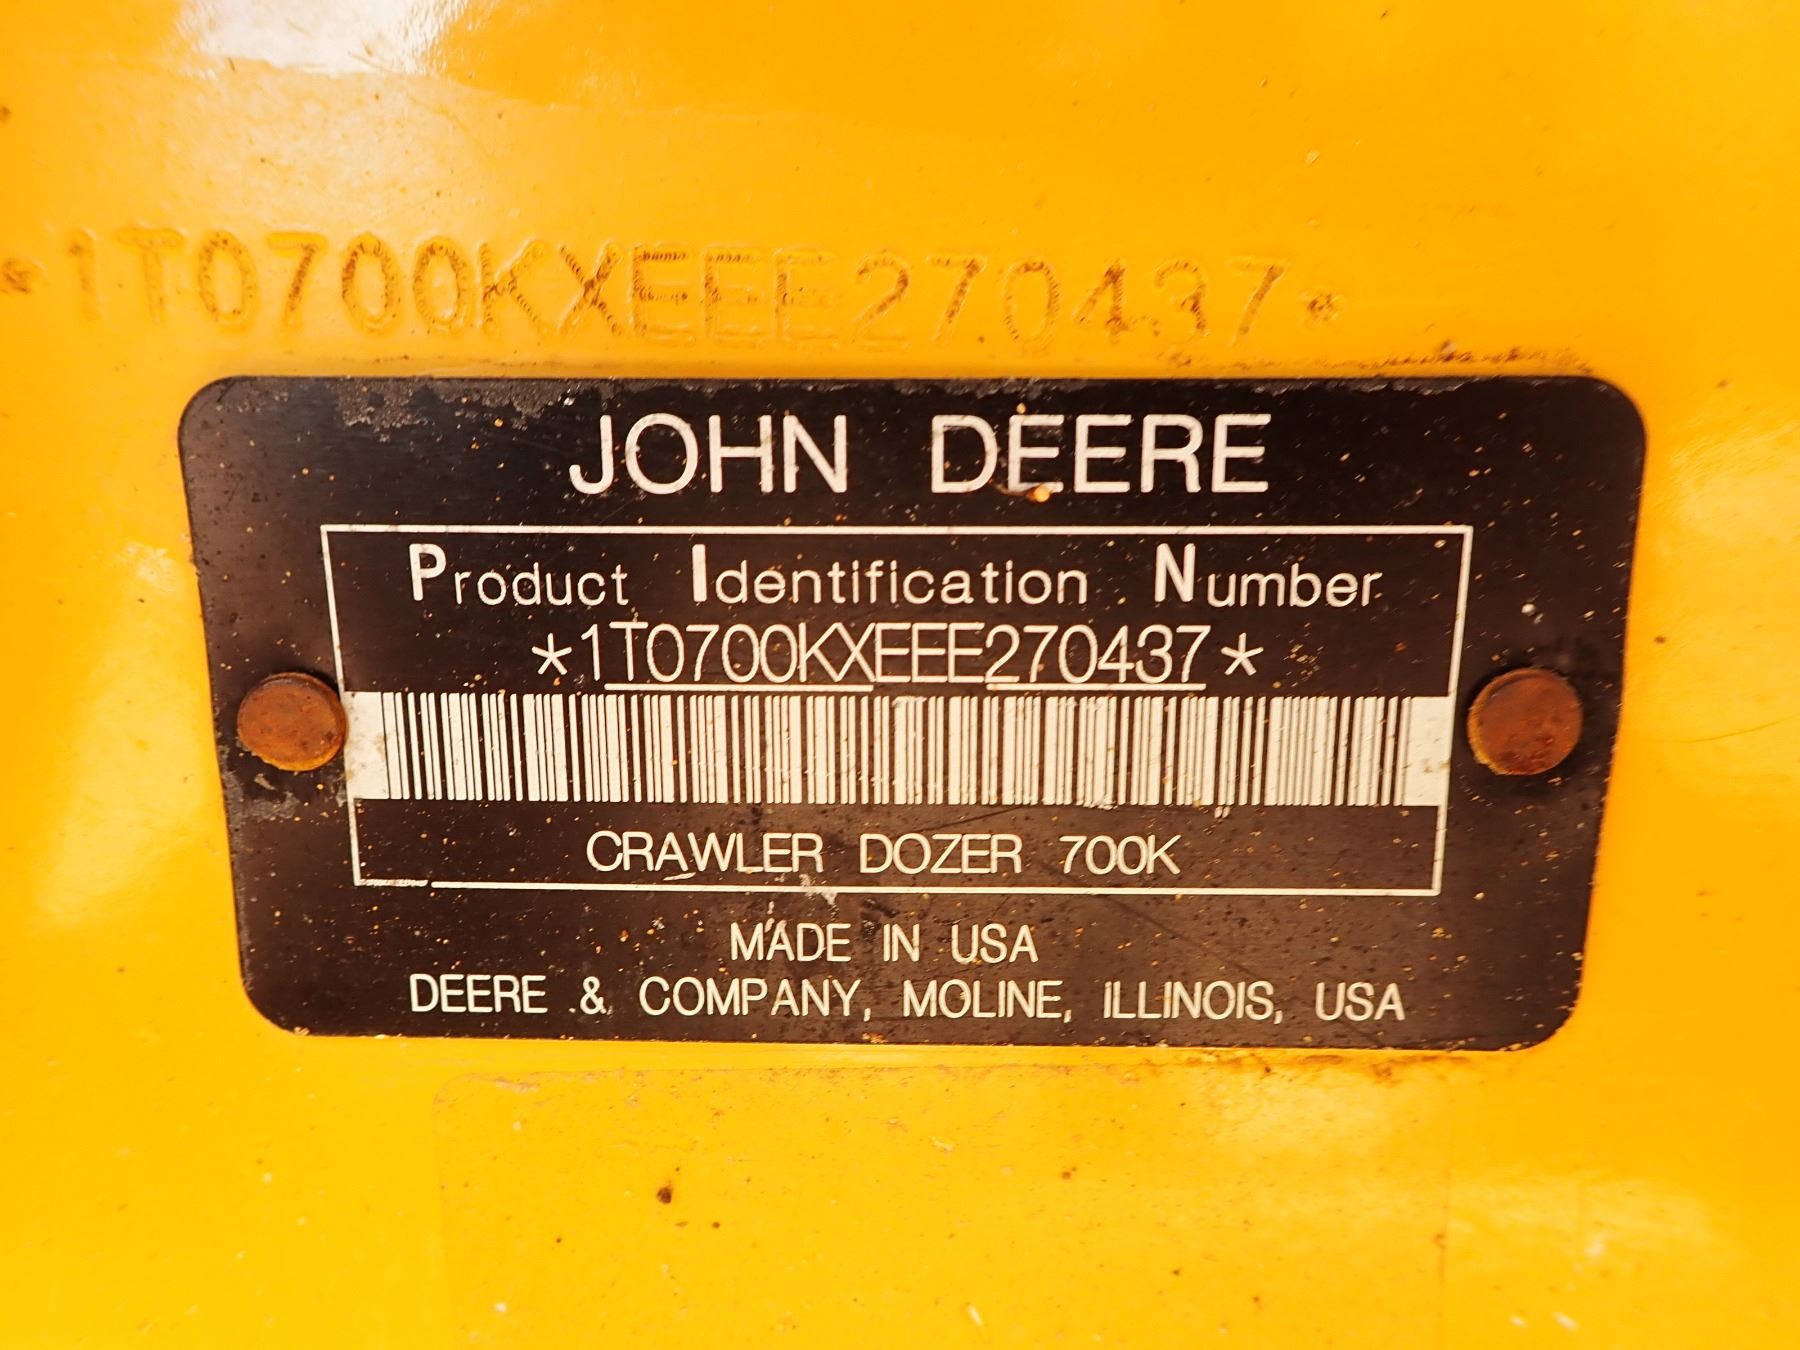 *1T0700KXEEE270437*
JOHN DEERE
Product Identification Number
*1T0700KXEEE270437*
CRAWLER DOZER 700K
MADE IN USA
DEERE & COMPANY, MOLINE, ILLINOIS, USA